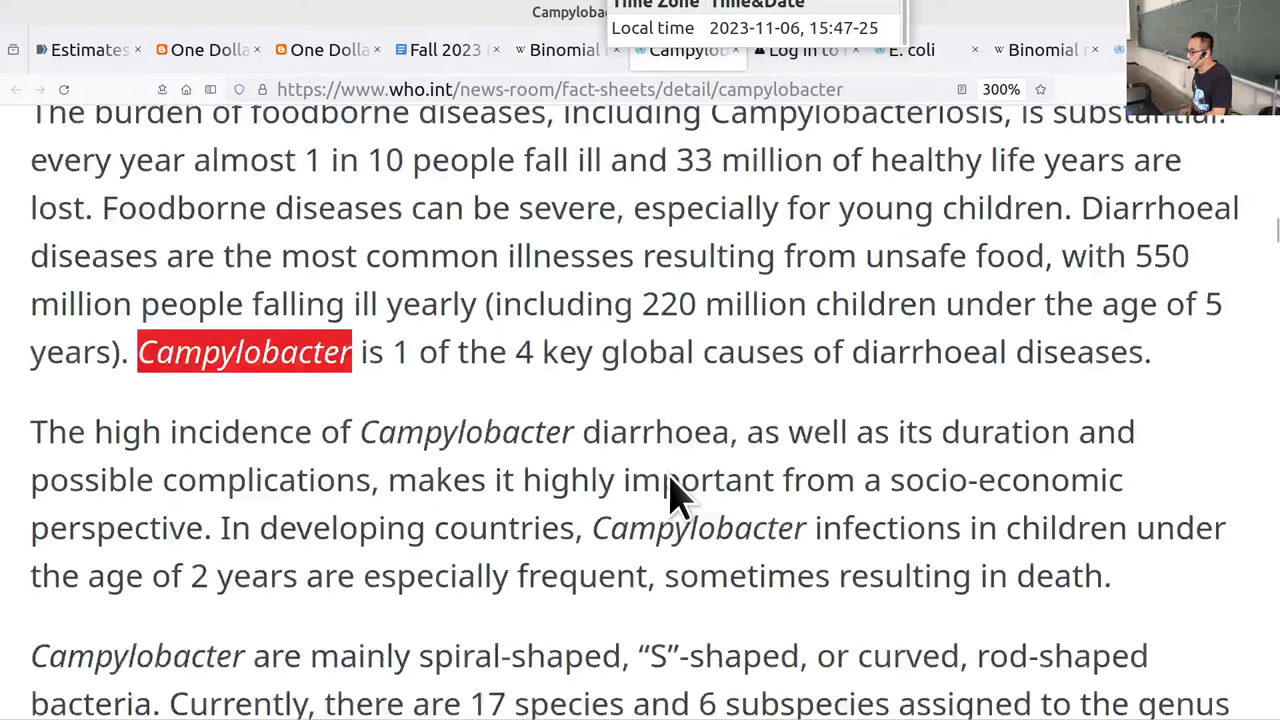 Campyloba
Time Zone Time&Date
Local time 2023-11-06, 15:47-25
Estimates × One Dolla × One Dolla × Fall 2023 × Binomial × Campylob × Log in to × E. coli × Binomial r ×
https://www.who.int/news-room/fact-sheets/detail/campylobacter 300%
The burden of foodborne diseases, including Campylobacteriosis, is substantial:
every year almost 1 in 10 people fall ill and 33 million of healthy life years are
lost. Foodborne diseases can be severe, especially for young children. Diarrhoeal
diseases are the most common illnesses resulting from unsafe food, with 550
million people falling ill yearly (including 220 million children under the age of 5
years). Campylobacter is 1 of the 4 key global causes of diarrhoeal diseases.
The high incidence of Campylobacter diarrhoea, as well as its duration and
possible complications, makes it highly important from a socio-economic
perspective. In developing countries, Campylobacter infections in children under
the age of 2 years are especially frequent, sometimes resulting in death.
Campylobacter are mainly spiral-shaped, “S”-shaped, or curved, rod-shaped
bacteria. Currently, there are 17 species and 6 subspecies assigned to the genus